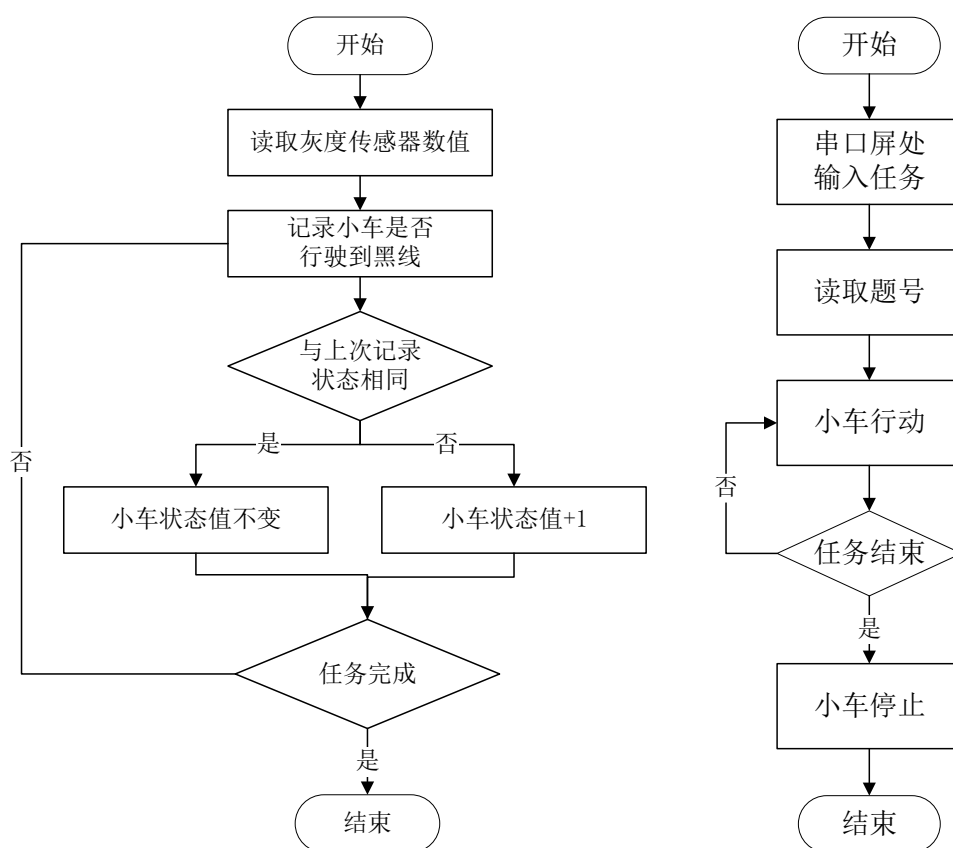 开始
读取灰度传感器数值
记录小车是否
行驶到黑线
与上次记录
状态相同
是
否
否
小车状态值不变
小车状态值+1
任务完成
是
结束
开始
串口屏处
输入任务
读取题号
小车行动
否
任务结束
是
小车停止
结束